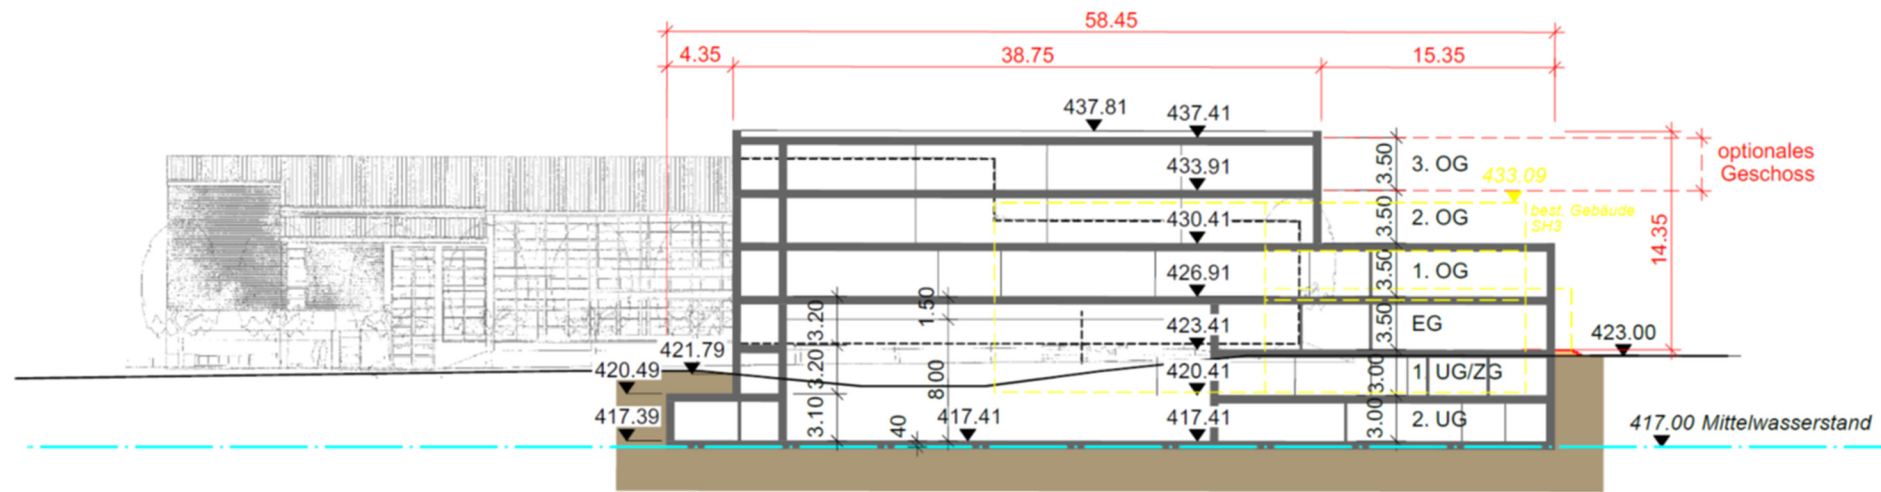 58.45
4.35 38.75 15.35
437.81 437.41
optionales
Geschoss
3.50 3. OG
433.91
433.09
best. Gebäude
SH3
3.50 2. OG
430.41
14.35
3.50 1. OG
426.91
3.20 1.50
3.50 EG
423.41
423.00
421.79
420.49
3.20 8.00
420.41
3.00 1 UG/ZG
417.39
3.10 40 417.41 417.41
3.00 2. UG
417.00 Mittelwasserstand